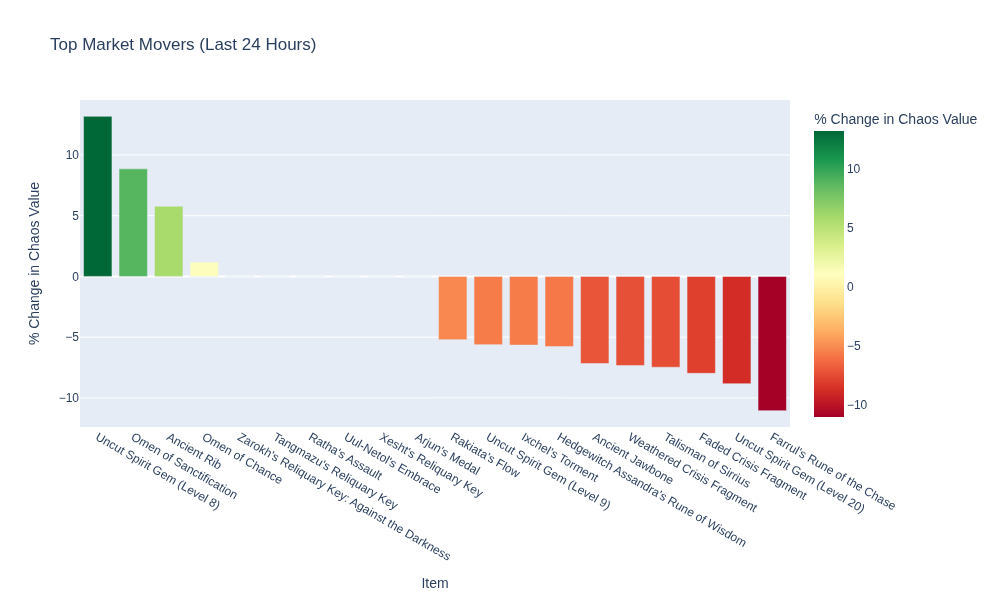 Top Market Movers (Last 24 Hours)
% Change in Chaos Value
10
5
0
−5
−10
Uncut Spirit Gem (Level 8)
Omen of Sanctification
Ancient Rib
Omen of Chance
Zarokh's Reliquary Key: Against the Darkness
Tangmazu's Reliquary Key
Ratha's Assault
Uul-Netol's Embrace
Xesht's Reliquary Key
Arjun's Medal
Rakiata's Flow
Uncut Spirit Gem (Level 9)
Ixchel's Torment
Hedgewitch Assandra's Rune of Wisdom
Ancient Jawbone
Weathered Crisis Fragment
Talisman of Sirrius
Faded Crisis Fragment
Uncut Spirit Gem (Level 20)
Farrul's Rune of the Chase
Item
% Change in Chaos Value
10
5
0
−5
−10